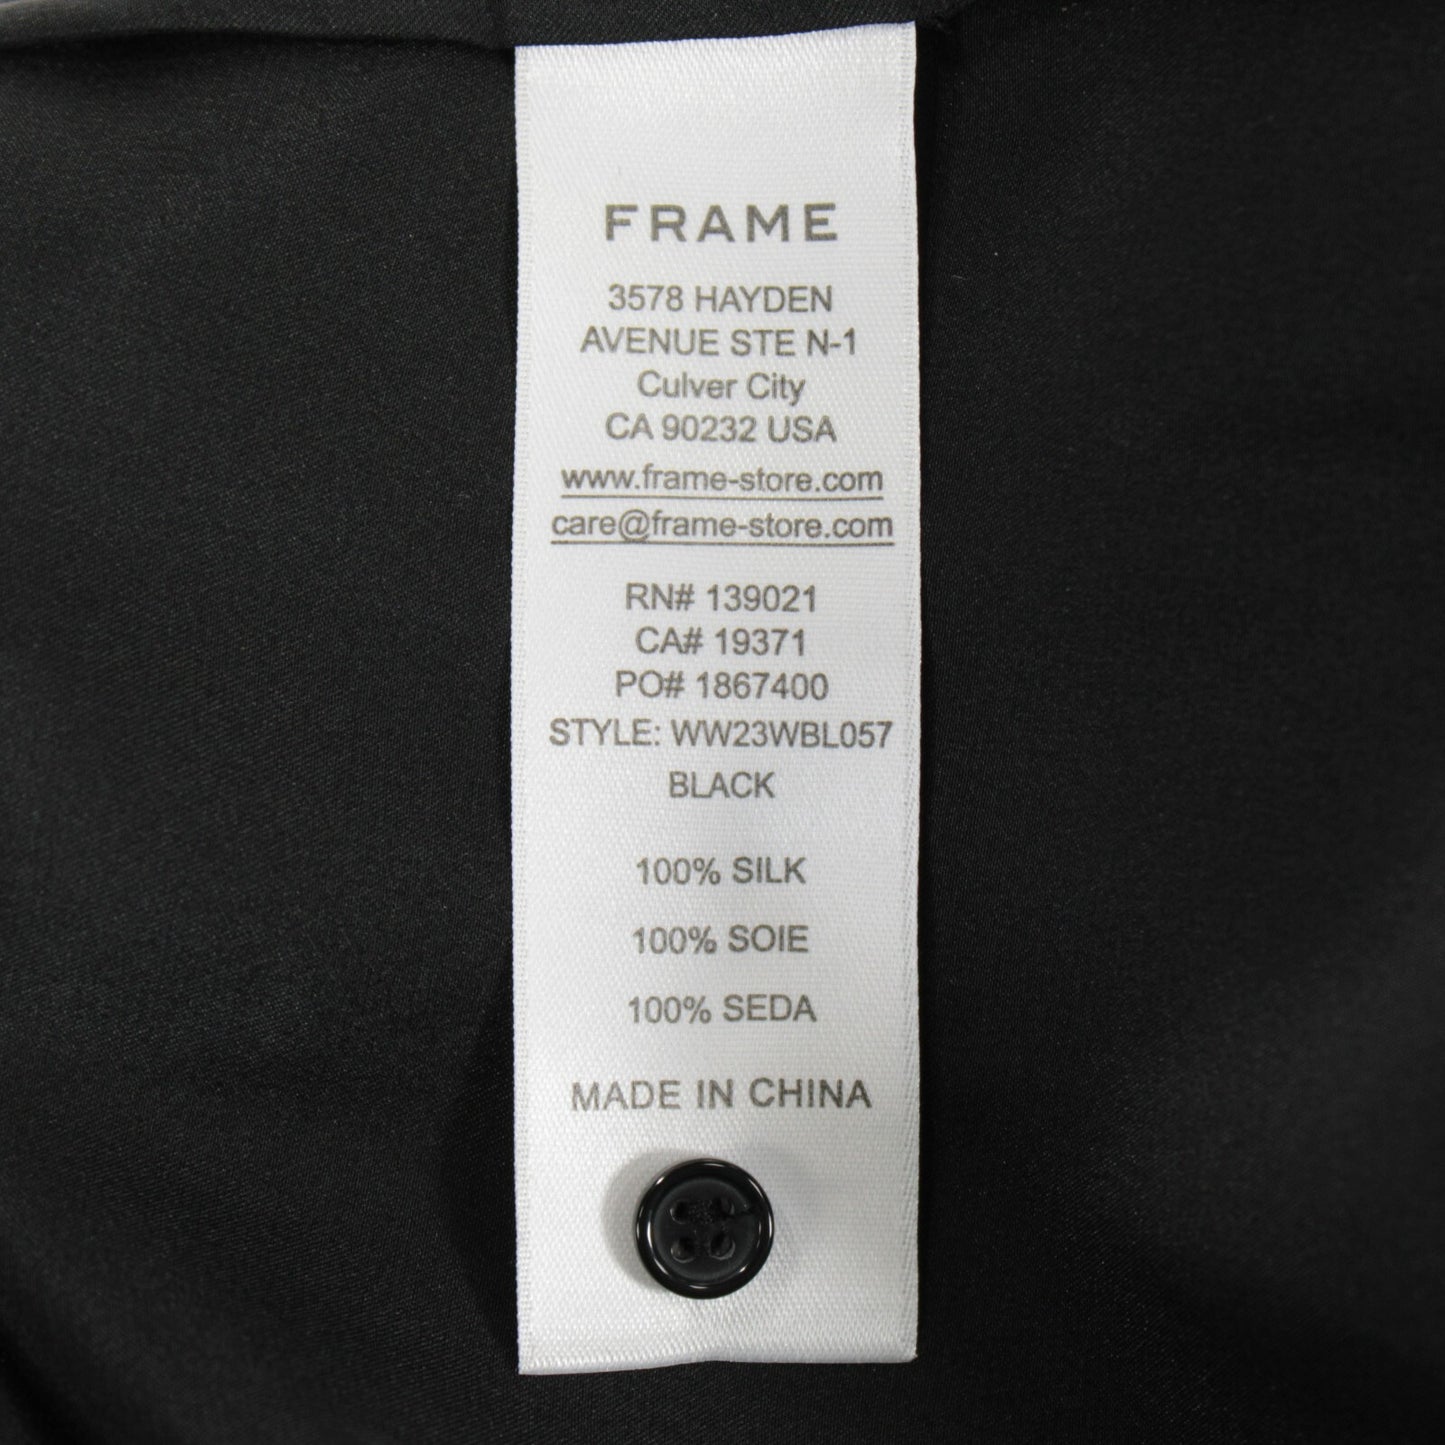 FRAME
3578 HAYDEN
AVENUE STE N-1
Culver City
CA 90232 USA
www.frame-store.com
care@frame-store.com
RN# 139021
CA# 19371
PO# 1867400
STYLE: WW23WBL057
BLACK
100% SILK
100% SOIE
100% SEDA
MADE IN CHINA